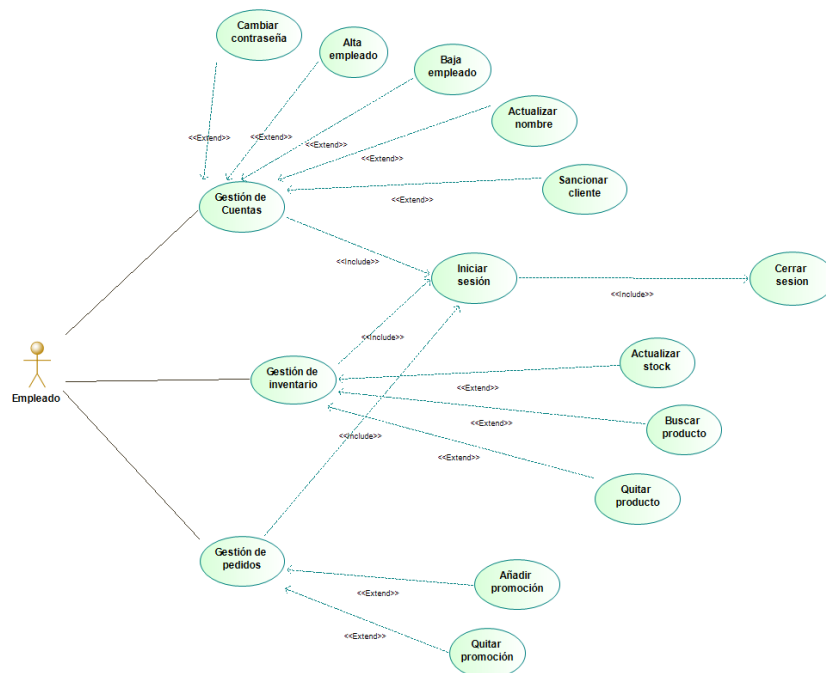 Cambiar
contraseña
Alta
empleado
Baja
empleado
Actualizar
nombre
<<Extend>>
<<Extend>>
<<Extend>>
<<Extend>>
Sancionar
cliente
<<Extend>>
Gestión de
Cuentas
<<Include>>
Iniciar
sesión
Cerrar
sesion
<<Include>>
<<Include>>
Empleado
Gestión de
inventario
Actualizar
stock
<<Extend>>
Buscar
producto
<<Extend>>
<<Include>>
<<Extend>>
Quitar
producto
Gestión de
pedidos
Añadir
promoción
<<Extend>>
<<Extend>>
Quitar
promoción